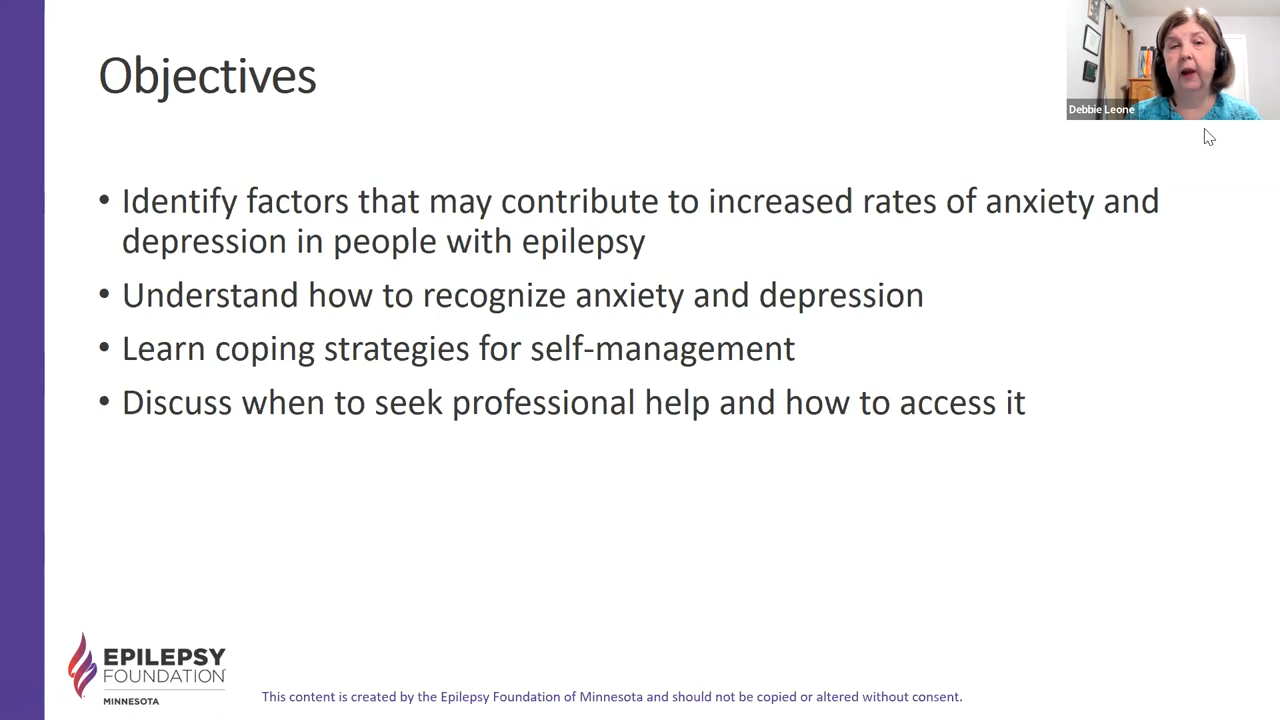 Objectives
Debbie Leone
• Identify factors that may contribute to increased rates of anxiety and
depression in people with epilepsy
• Understand how to recognize anxiety and depression
• Learn coping strategies for self-management
• Discuss when to seek professional help and how to access it
EPILEPSY
FOUNDATION
MINNESOTA
This content is created by the Epilepsy Foundation of Minnesota and should not be copied or altered without consent.